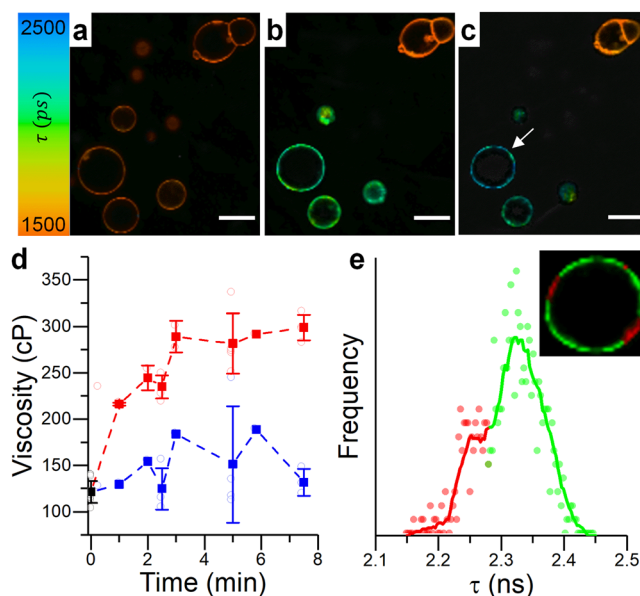 2500
τ (ps)
1500
a
b
c
d
Viscosity (cP)
350
300
250
200
150
100
0
2
4
6
8
Time (min)
e
Frequency
2.1
2.2
2.3
2.4
2.5
τ (ns)